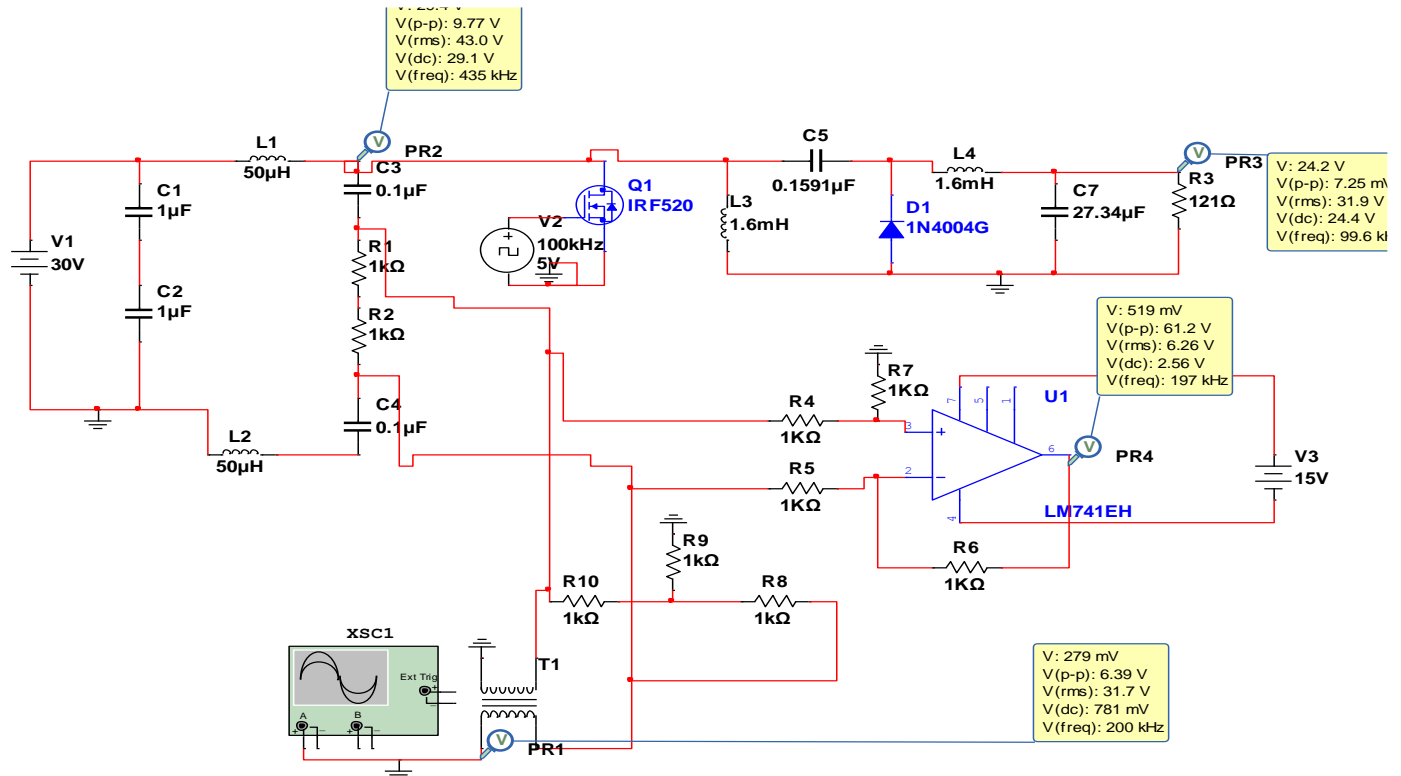 V(p-p): 9.77 V
V(rms): 43.0 V
V(dc): 29.1 V
V(freq): 435 kHz
PR2
L1
50µH
C3
0.1µF
C1
1µF
V1
30V
C2
1µF
R1
1kΩ
R2
1kΩ
C4
0.1µF
L2
50µH
Q1
IRF520
V2
100kHz
5V
L3
1.6mH
C5
0.1591µF
D1
1N4004G
L4
1.6mH
C7
27.34µF
R3
121Ω
PR3
V: 24.2 V
V(p-p): 7.25 mV
V(rms): 31.9 V
V(dc): 24.4 V
V(freq): 99.6 kH
V: 519 mV
V(p-p): 61.2 V
V(rms): 6.26 V
V(dc): 2.56 V
V(freq): 197 kHz
R7
1KΩ
R4
1KΩ
R5
1KΩ
7
5
1
U1
3
2
6
4
PR4
LM741EH
V3
15V
R6
1KΩ
R9
1kΩ
R10
1kΩ
R8
1kΩ
XSC1
Ext Trig
A
B
T1
PR1
V: 279 mV
V(p-p): 6.39 V
V(rms): 31.7 V
V(dc): 781 mV
V(freq): 200 kHz